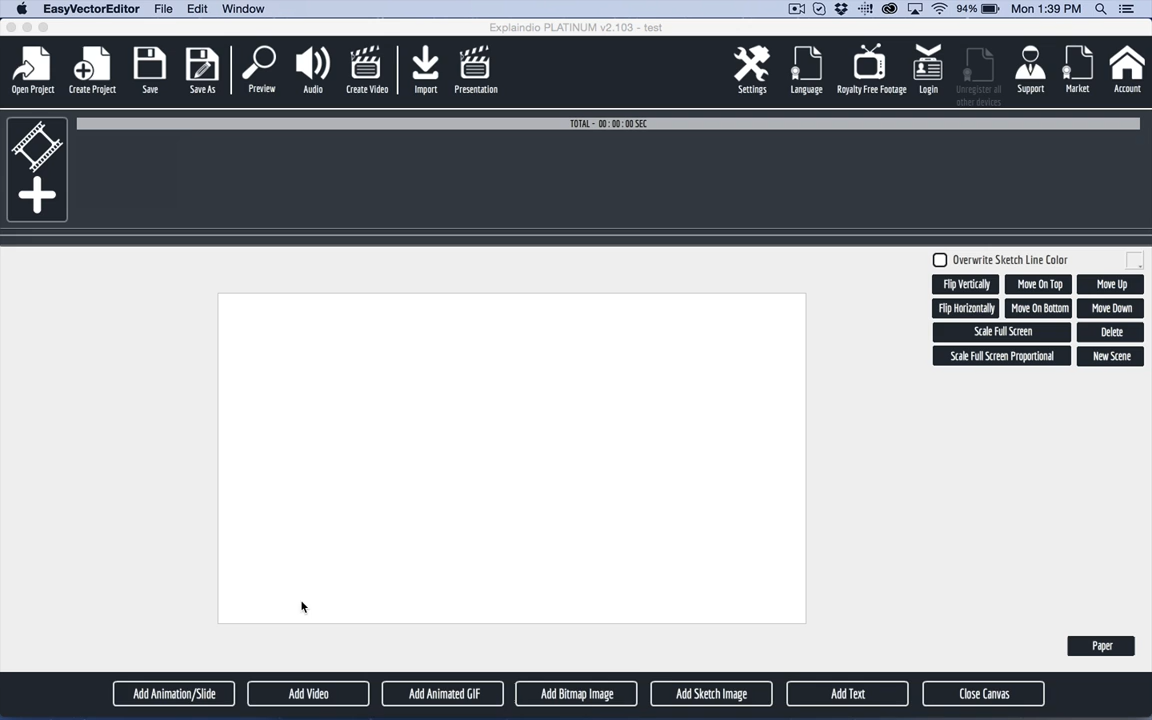 EasyVectorEditor File Edit Window 94% Mon 1:39 PM
Explaindio PLATINUM v2.103 - test
Open Project Create Project Save Save As Preview Audio Create Video Import Presentation Settings Language Royalty Free Footage Login Unregister all other devices Support Market Account
TOTAL - 00 : 00 : 00 SEC
Overwrite Sketch Line Color
Flip Vertically Move On Top Move Up
Flip Horizontally Move On Bottom Move Down
Scale Full Screen Delete
Scale Full Screen Proportional New Scene
Paper
Add Animation/Slide Add Video Add Animated GIF Add Bitmap Image Add Sketch Image Add Text Close Canvas